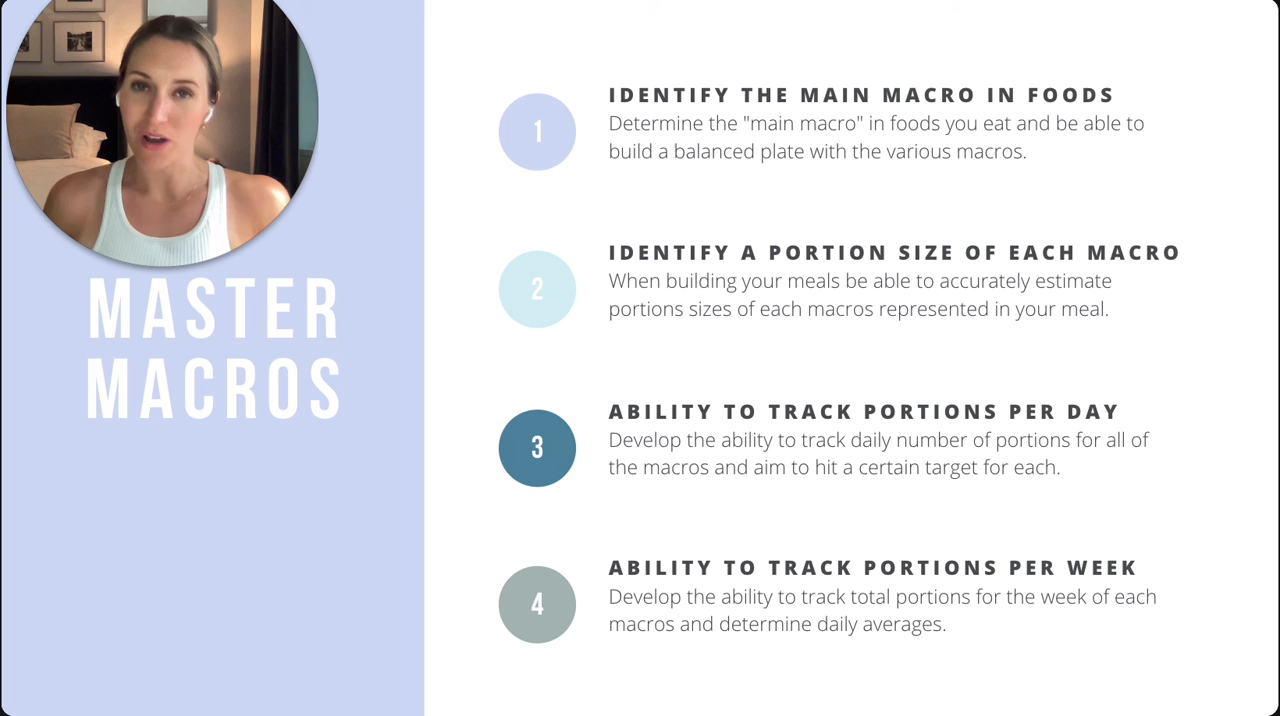 MASTER
MACROS
1
IDENTIFY THE MAIN MACRO IN FOODS
Determine the "main macro" in foods you eat and be able to
build a balanced plate with the various macros.
2
IDENTIFY A PORTION SIZE OF EACH MACRO
When building your meals be able to accurately estimate
portions sizes of each macros represented in your meal.
3
ABILITY TO TRACK PORTIONS PER DAY
Develop the ability to track daily number of portions for all of
the macros and aim to hit a certain target for each.
4
ABILITY TO TRACK PORTIONS PER WEEK
Develop the ability to track total portions for the week of each
macros and determine daily averages.